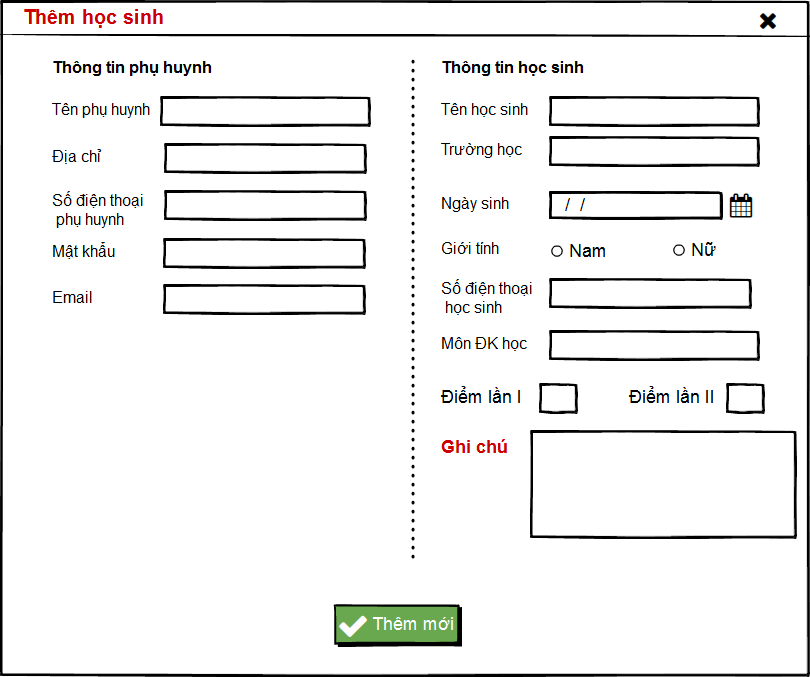 Thêm học sinh
Thông tin phụ huynh
Tên phụ huynh
Địa chỉ
Số điện thoại
phụ huynh
Mật khẩu
Email
Thông tin học sinh
Tên học sinh
Trường học
Ngày sinh
/ /
Giới tính
Nam
Nữ
Số điện thoại
học sinh
Môn ĐK học
Điểm lần I
Điểm lần II
Ghi chú
Thêm mới